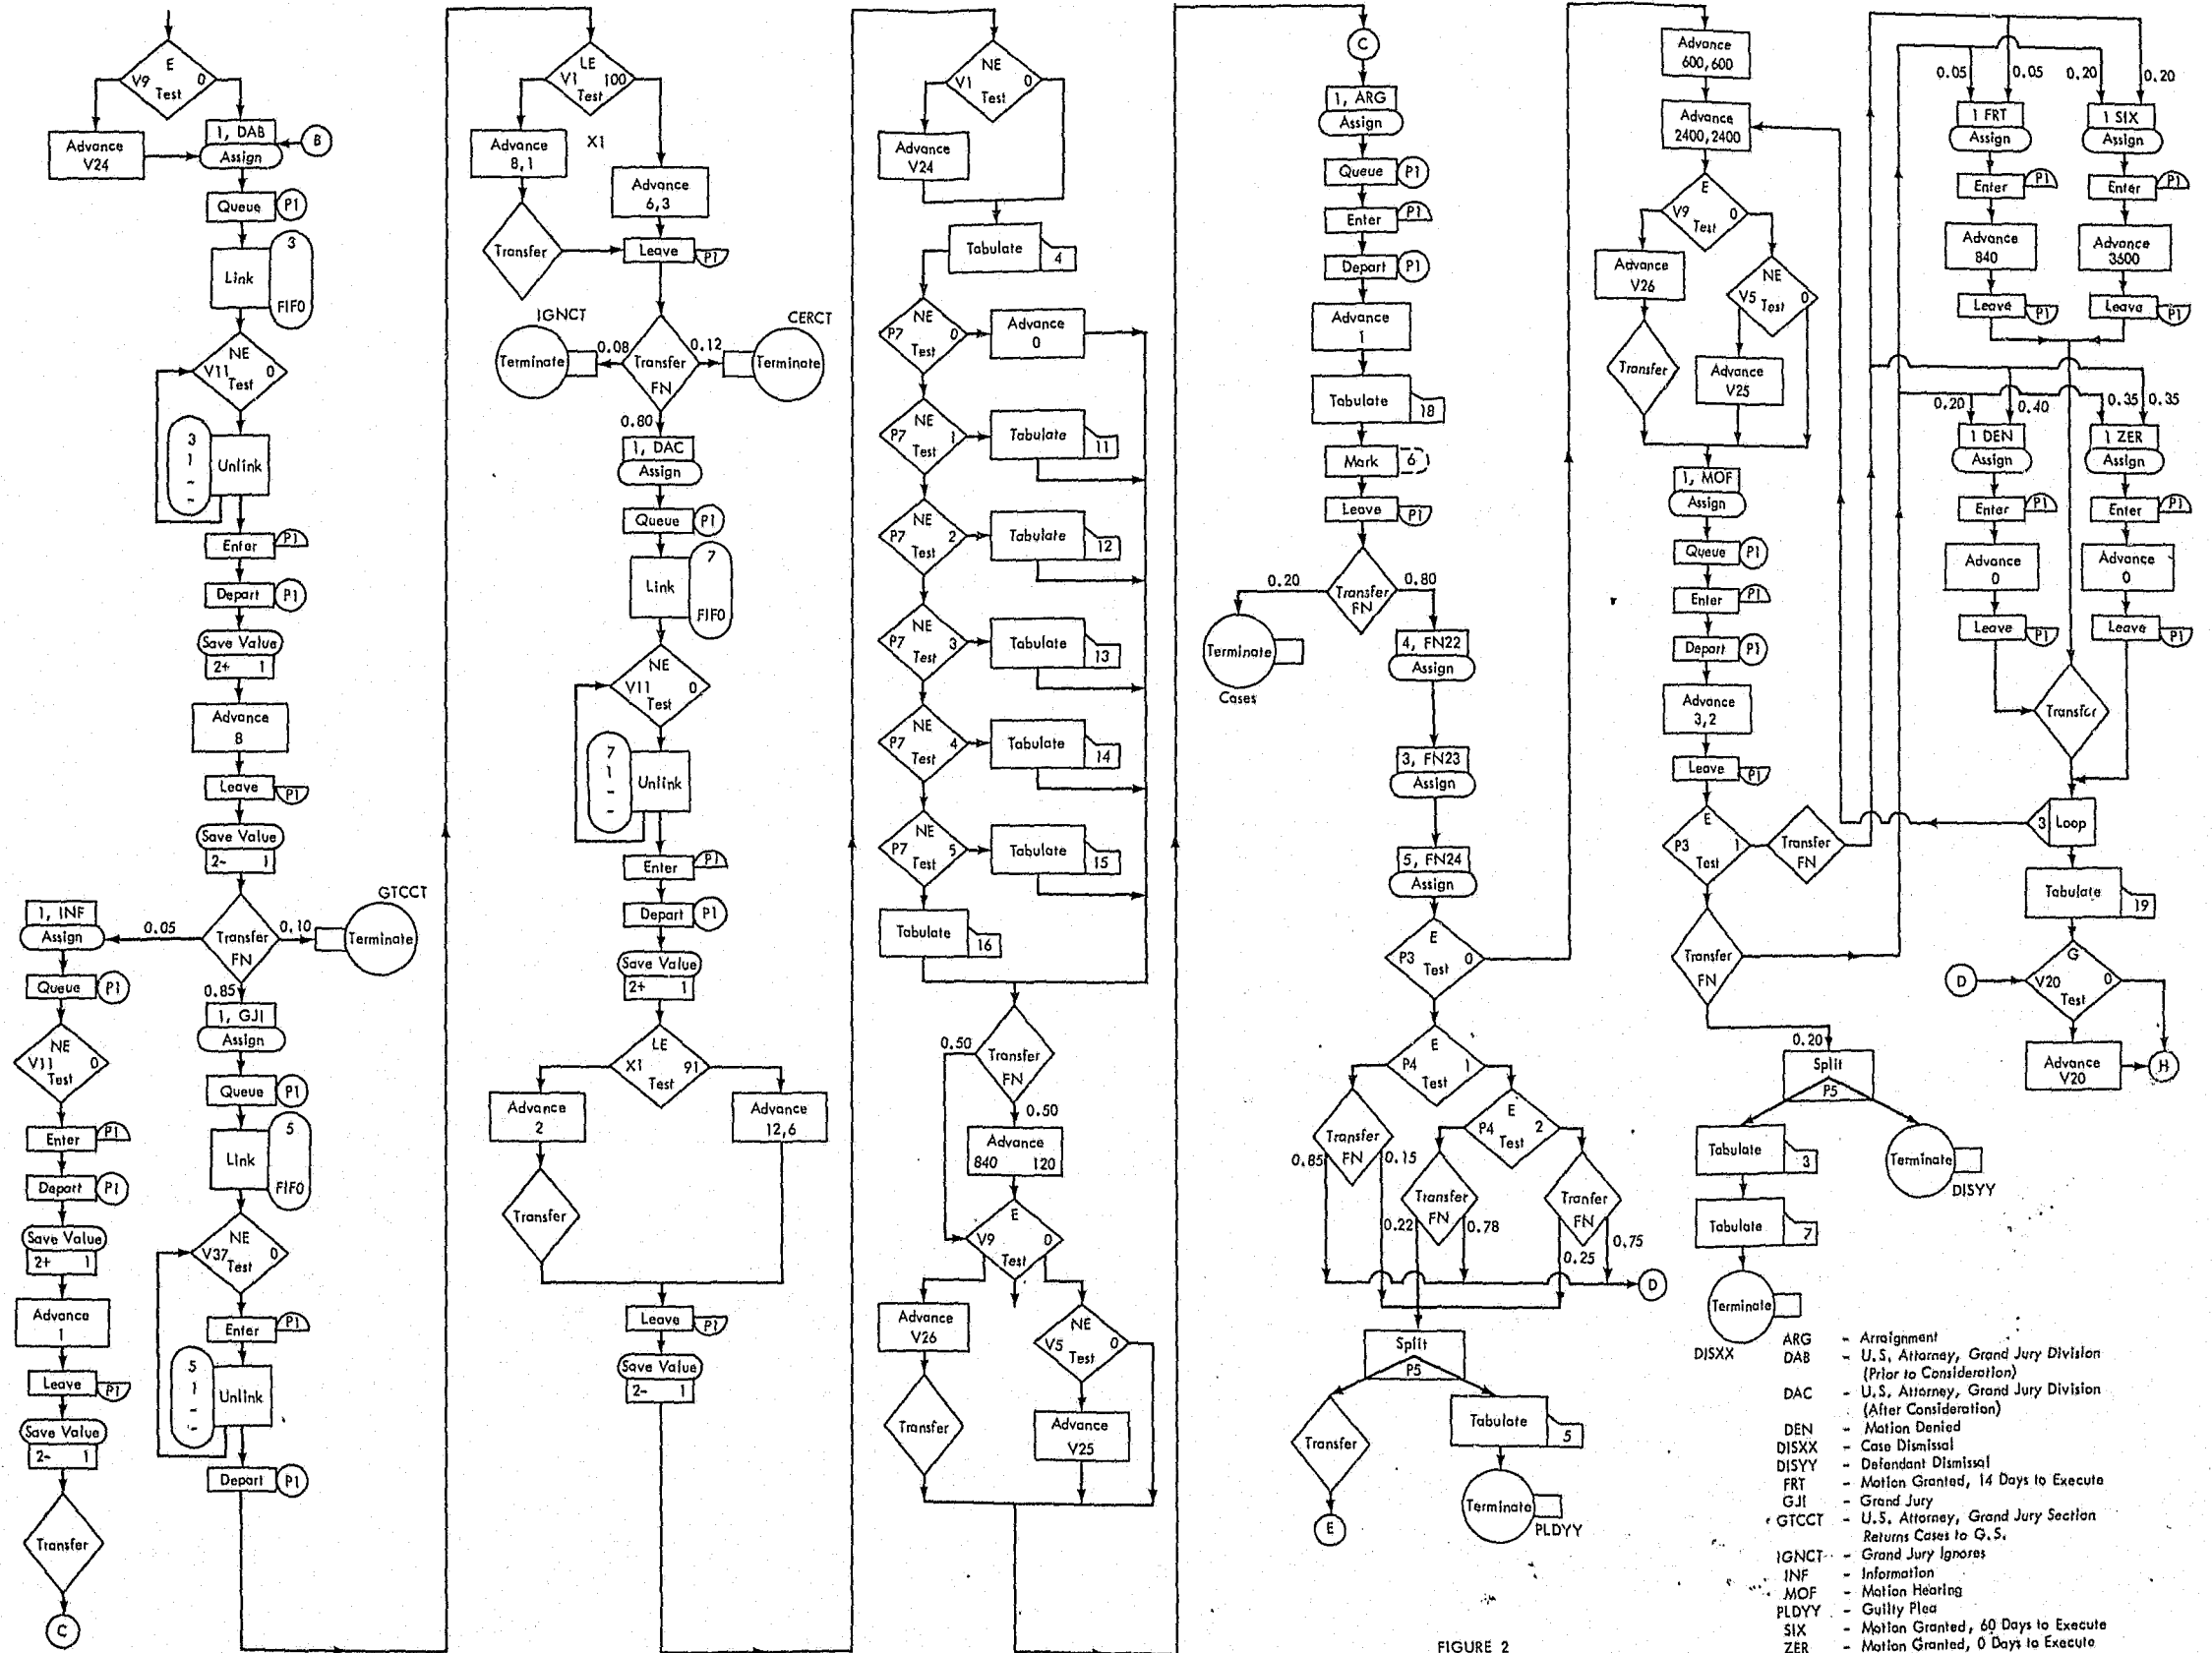 E
V9 0
Test
Advance
V24
1, DAB
Assign
B
Queue P1
Link
3
FIFO
NE
V11 0
Test
3
1
-
-
Unlink
Enter P1
Depart P1
Save Value
2+ 1
Advance
8
Leave P1
Save Value
2- 1
Transfer
FN
0.05
0.10
GTCCT
Terminate
0.85
1, INF
Assign
Queue P1
NE
V11 0
Test
Enter P1
Depart P1
Save Value
2+ 1
Advance
1
Leave P1
Save Value
2- 1
Transfer
C
1, GJI
Assign
Queue P1
Link
5
FIFO
NE
V37 0
Test
Enter P1
5
1
-
-
Unlink
Depart P1
LE
V1 100
Test
Advance
8,1
X1
Advance
6,3
Transfer
Leave P1
IGNCT
Terminate
0.08
Transfer
FN
0.12
CERCT
Terminate
0.80
1, DAC
Assign
Queue P1
Link
7
FIFO
NE
V11 0
Test
7
1
-
-
Unlink
Enter P1
Depart P1
Save Value
2+ 1
LE
X1 91
Test
Advance
2
Advance
12,6
Transfer
Leave P1
Save Value
2- 1
NE
V1 0
Test
Advance
V24
Tabulate 4
NE
P7 0
Test
Advance
0
NE
P7 1
Test
Tabulate 11
NE
P7 2
Test
Tabulate 12
NE
P7 3
Test
Tabulate 13
NE
P7 4
Test
Tabulate 14
NE
P7 5
Test
Tabulate 15
Tabulate 16
0.50
Transfer
FN
0.50
Advance
840 120
E
V9 0
Test
Advance
V26
NE
V5 0
Test
Transfer
Advance
V25
C
1, ARG
Assign
Queue P1
Enter P1
Depart P1
Advance
1
Tabulate 18
Mark 6
Leave P1
0.20
Transfer
FN
0.80
Terminate
Cases
4, FN22
Assign
3, FN23
Assign
5, FN24
Assign
E
P3 0
Test
E
P4 1
Test
Transfer
FN
0.85
0.15
E
P4 2
Test
Transfer
FN
0.22
0.78
Tranfer
FN
0.25
0.75
D
Split
P5
Transfer
E
Tabulate 5
Terminate
PLDYY
Advance
600,600
Advance
2400,2400
E
V9 0
Test
Advance
V26
NE
V5 0
Test
Transfer
Advance
V25
1, MOF
Assign
Queue P1
Enter P1
Depart P1
Advance
3,2
Leave P1
E
P3 1
Test
Transfer
FN
Transfer
FN
0.20
Split
P5
Tabulate 3
Tabulate 7
Terminate
DISXX
Terminate
DISYY
0.05 0.05 0.20 0.20
1 FRT
Assign
Enter P1
Advance
840
Leave P1
1 SIX
Assign
Enter P1
Advance
3600
Leave P1
0.20 0.40 0.35 0.35
1 DEN
Assign
Enter P1
Advance
0
Leave P1
1 ZER
Assign
Enter P1
Advance
0
Leave P1
Transfer
3 Loop
Tabulate 19
D
G
V20 0
Test
Advance
V20
H
ARG - Arraignment
DAB - U.S. Attorney, Grand Jury Division
(Prior to Consideration)
DAC - U.S. Attorney, Grand Jury Division
(After Consideration)
DEN - Motion Denied
DISXX - Case Dismissal
DISYY - Defendant Dismissal
FRT - Motion Granted, 14 Days to Execute
GJI - Grand Jury
GTCCT - U.S. Attorney, Grand Jury Section
Returns Cases to G.S.
IGNCT - Grand Jury Ignores
INF - Information
MOF - Motion Hearing
PLDYY - Guilty Plea
SIX - Motion Granted, 60 Days to Execute
ZER - Motion Granted, 0 Days to Execute
FIGURE 2